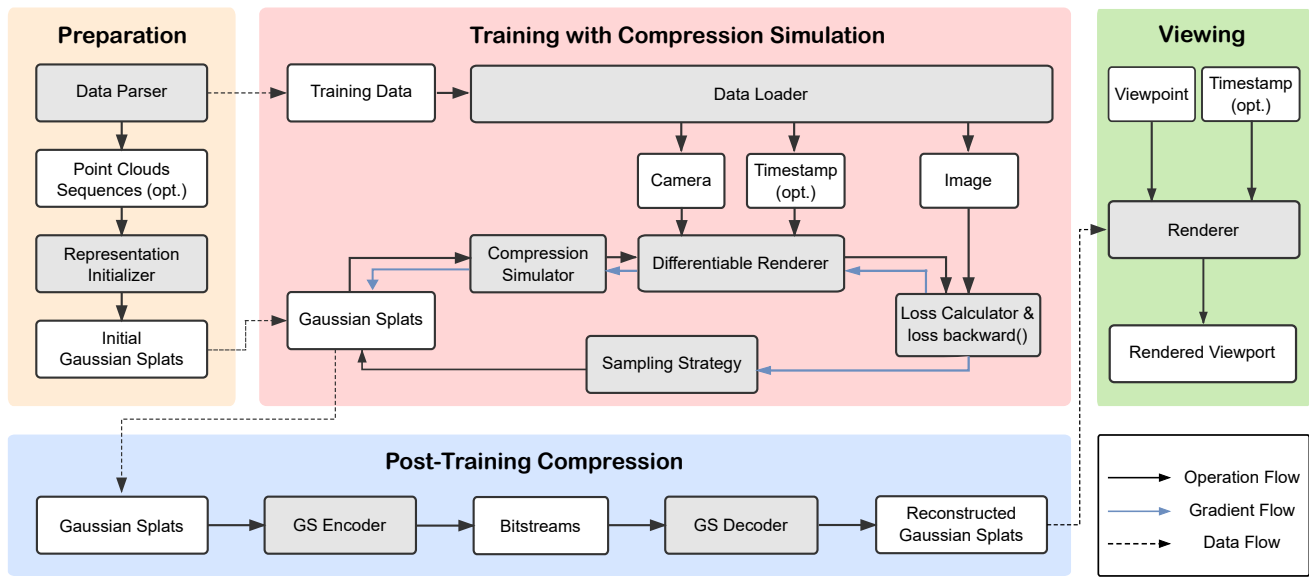 Preparation
Data Parser
Point Clouds
Sequences (opt.)
Representation
Initializer
Initial
Gaussian Splats
Training with Compression Simulation
Training Data
Data Loader
Camera
Timestamp
(opt.)
Image
Compression
Simulator
Differentiable Renderer
Gaussian Splats
Loss Calculator &
loss backward()
Sampling Strategy
Viewing
Viewpoint
Timestamp
(opt.)
Renderer
Rendered Viewport
Post-Training Compression
Gaussian Splats
GS Encoder
Bitstreams
GS Decoder
Reconstructed
Gaussian Splats
Operation Flow
Gradient Flow
Data Flow